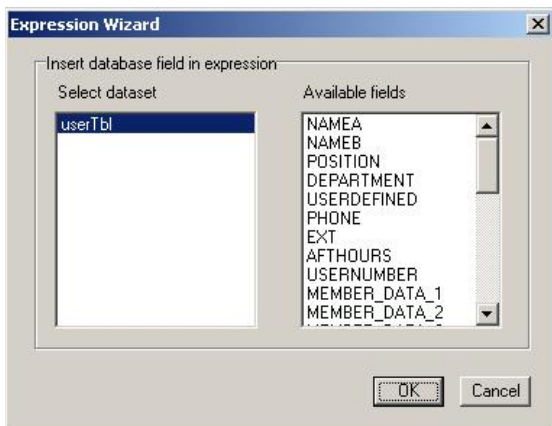 Expression Wizard
Insert database field in expression
Select dataset
Available fields
userTbl
NAMEA
NAMEB
POSITION
DEPARTMENT
USERDEFINED
PHONE
EXT
AFTHOURS
USERNUMBER
MEMBER_DATA_1
MEMBER_DATA_2
OK
Cancel